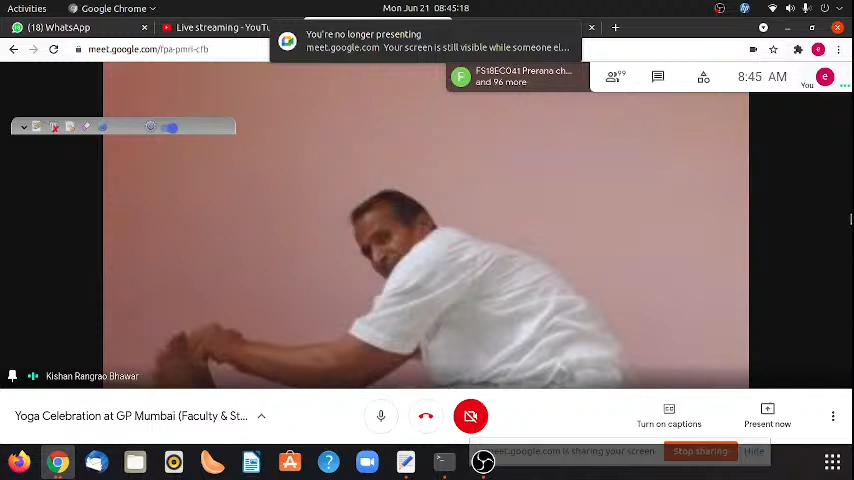 Activities
Google Chrome
Mon Jun 21  08:45:18
(18) WhatsApp
Live streaming - YouTu
You're no longer presenting
meet.google.com/fpa-pmri-cfb
meet.google.com Your screen is still visible while someone el...
FS18EC041 Prerana ch...
and 96 more
99
8:45 AM
e
You
F
Kishan Rangrao Bhawar
Yoga Celebration at GP Mumbai (Faculty & St...
Turn on captions
Present now
meet.google.com is sharing your screen
Stop sharing
Hide